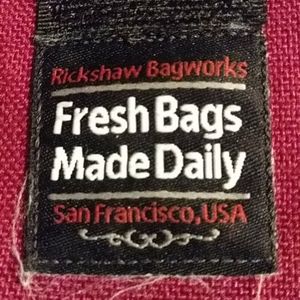 Rickshaw Bagworks
Fresh Bags
Made Daily
San Francisco, USA